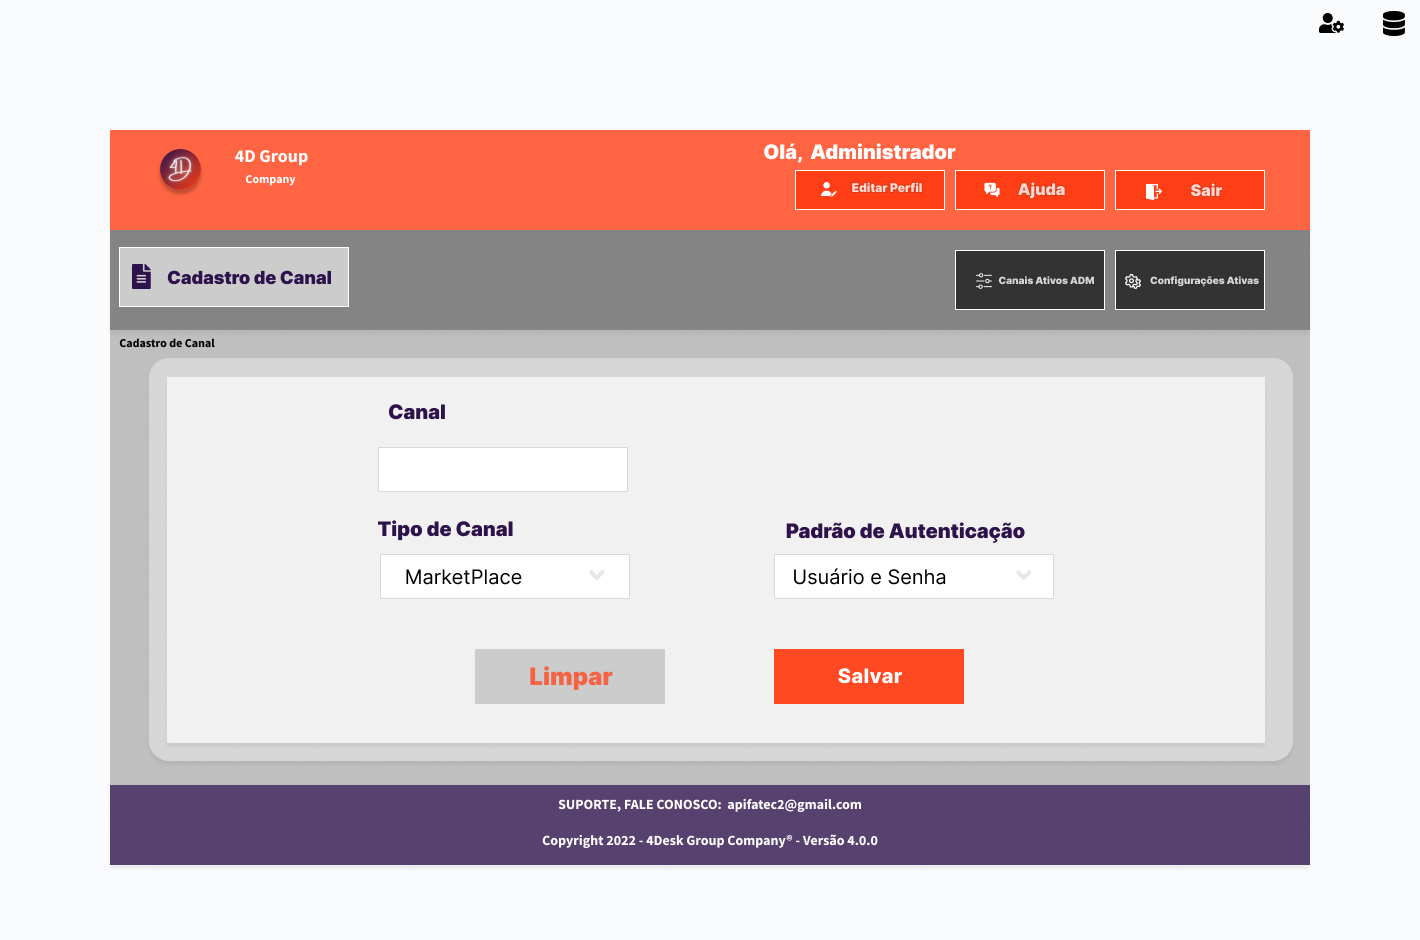 4D
4D Group
Company
Olá, Administrador
Editar Perfil
Ajuda
Sair
Cadastro de Canal
Canais Ativos ADM
Configurações Ativas
Cadastro de Canal
Canal
Tipo de Canal
Padrão de Autenticação
MarketPlace
Usuário e Senha
Limpar
Salvar
SUPORTE, FALE CONOSCO: apifatec2@gmail.com
Copyright 2022 - 4Desk Group Company® - Versão 4.0.0